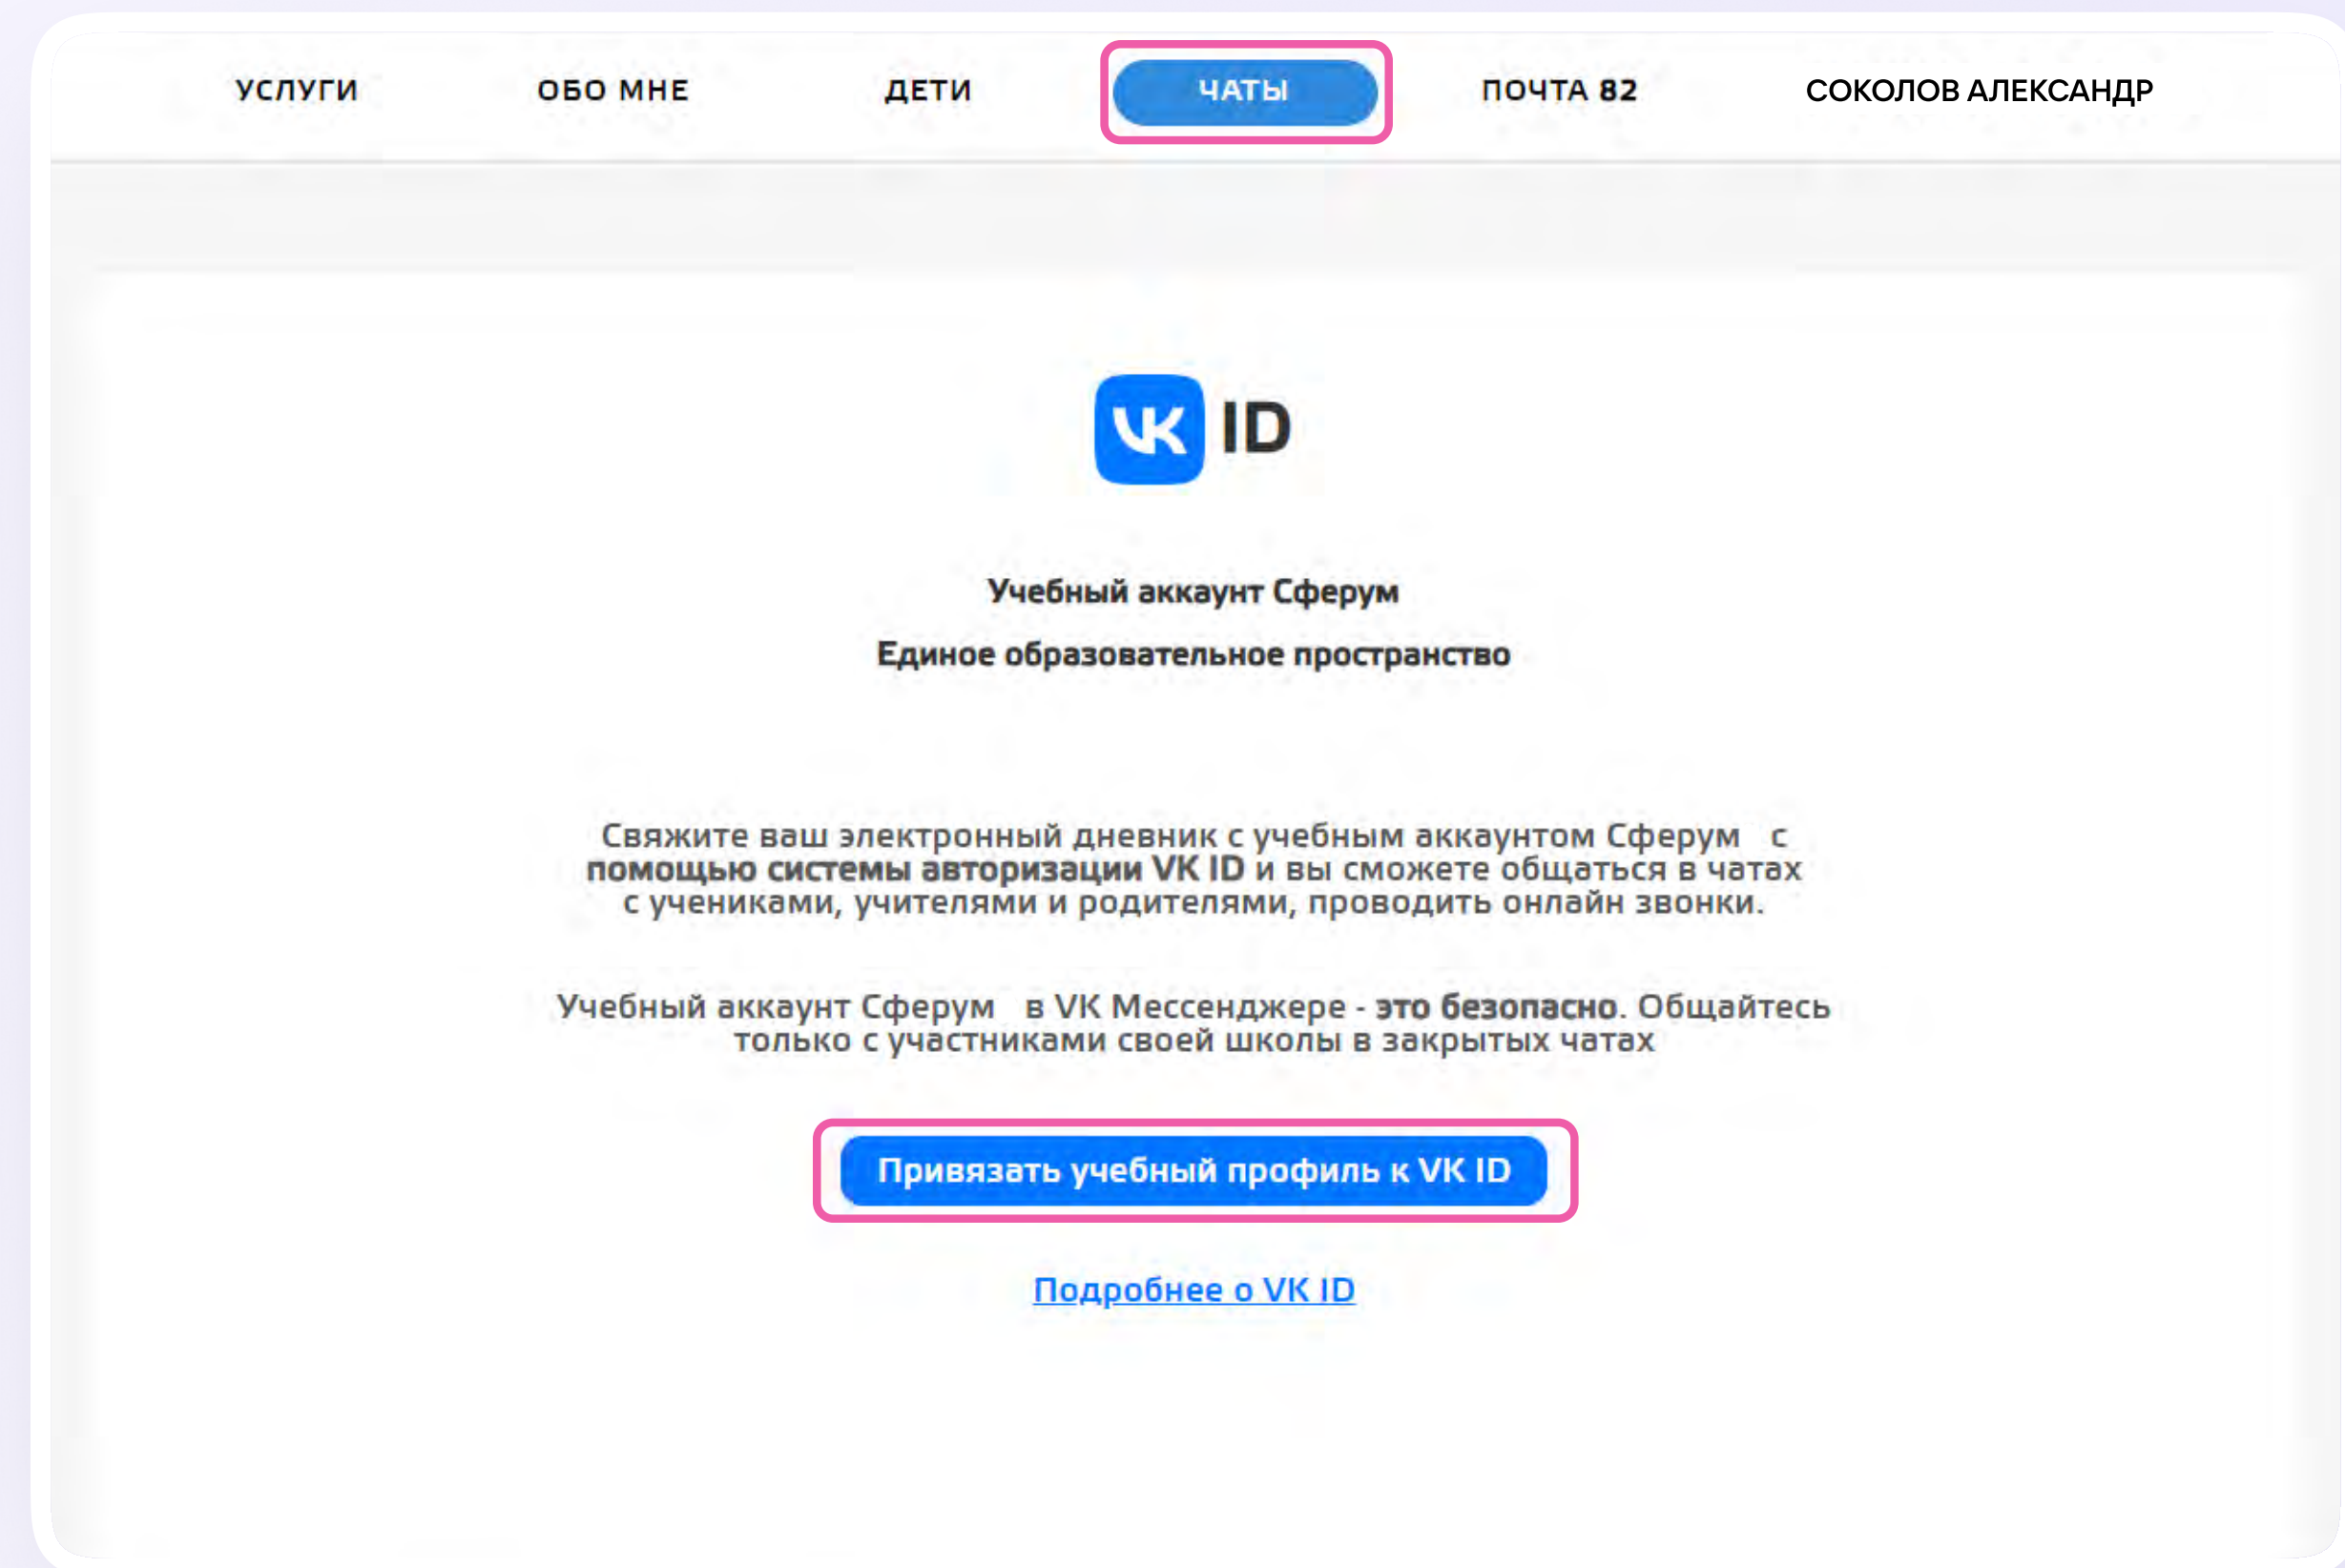 УСЛУГИ ОБО МНЕ ДЕТИ ЧАТЫ ПОЧТА 82 СОКОЛОВ АЛЕКСАНДР
VK ID
Учебный аккаунт Сферум
Единое образовательное пространство
Свяжите ваш электронный дневник с учебным аккаунтом Сферум с
помощью системы авторизации VK ID и вы сможете общаться в чатах
с учениками, учителями и родителями, проводить онлайн звонки.
Учебный аккаунт Сферум в VK Мессенджере - это безопасно. Общайтесь
только с участниками своей школы в закрытых чатах
Привязать учебный профиль к VK ID
Подробнее о VK ID